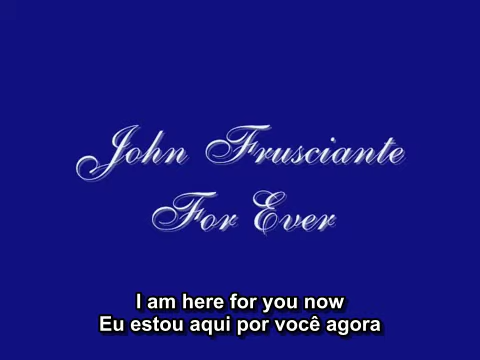 John Frusciante
For Ever
I am here for you now
Eu estou aqui por você agora